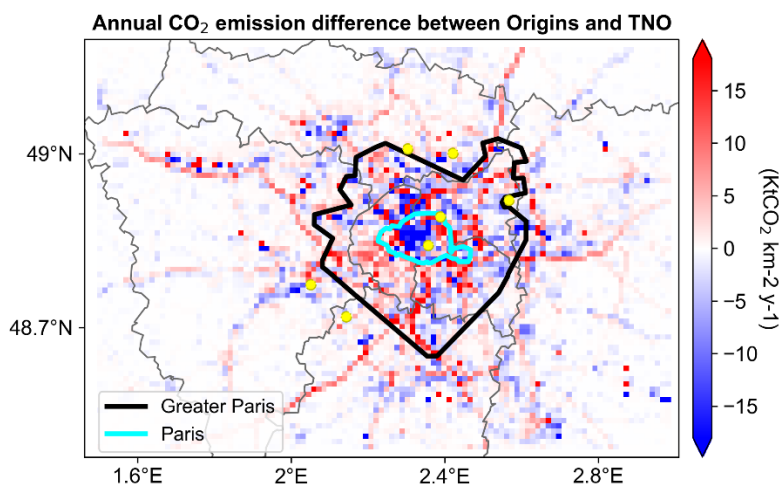 Annual CO₂ emission difference between Origins and TNO
49°N
48.7°N
1.6°E
2°E
2.4°E
2.8°E
Greater Paris
Paris
15
10
5
0
−5
−10
−15
(KtCO₂ km-2 y-1)